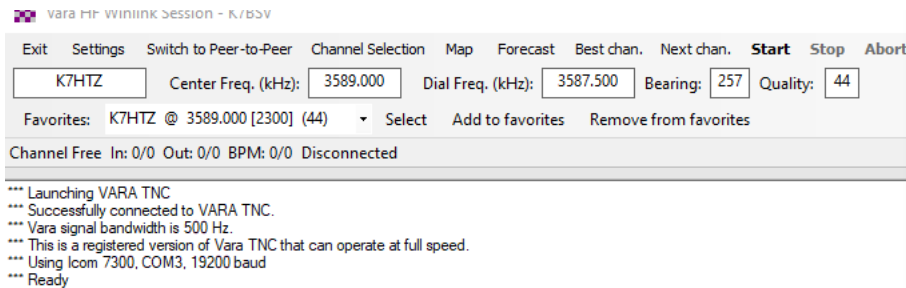 Vara HF Winlink Session - K7BSV
Exit Settings Switch to Peer-to-Peer Channel Selection Map Forecast Best chan. Next chan. Start Stop Abort
K7HTZ Center Freq. (kHz): 3589.000 Dial Freq. (kHz): 3587.500 Bearing: 257 Quality: 44
Favorites: K7HTZ @ 3589.000 [2300] (44) Select Add to favorites Remove from favorites
Channel Free In: 0/0 Out: 0/0 BPM: 0/0 Disconnected
*** Launching VARA TNC
*** Successfully connected to VARA TNC.
*** Vara signal bandwidth is 500 Hz.
*** This is a registered version of Vara TNC that can operate at full speed.
*** Using Icom 7300, COM3, 19200 baud
*** Ready